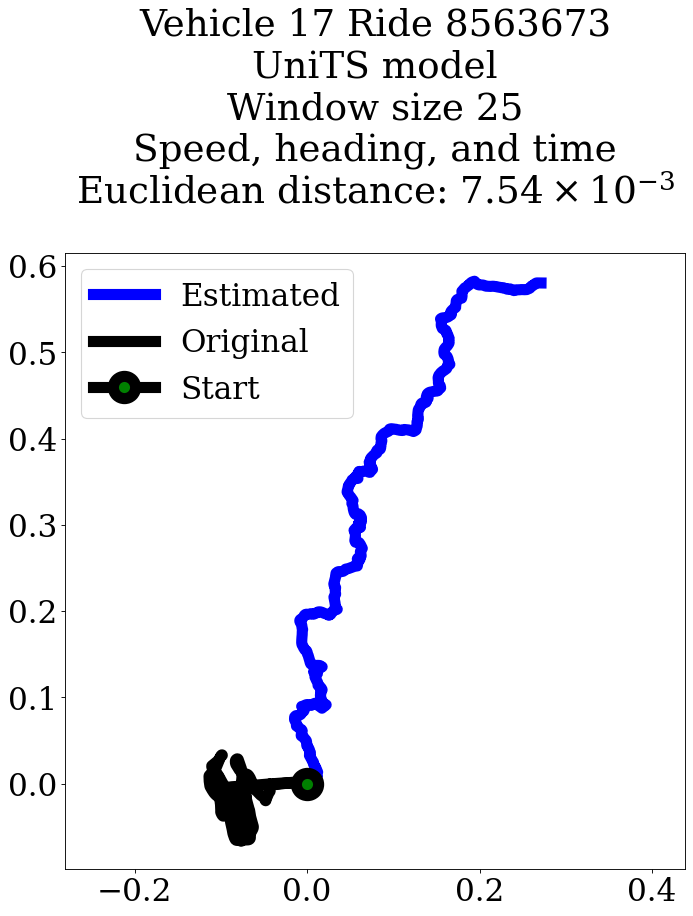 Vehicle 17 Ride 8563673
UniTS model
Window size 25
Speed, heading, and time
Euclidean distance: 7.54 × 10⁻³
Estimated
Original
Start
0.6
0.5
0.4
0.3
0.2
0.1
0.0
−0.2 0.0 0.2 0.4